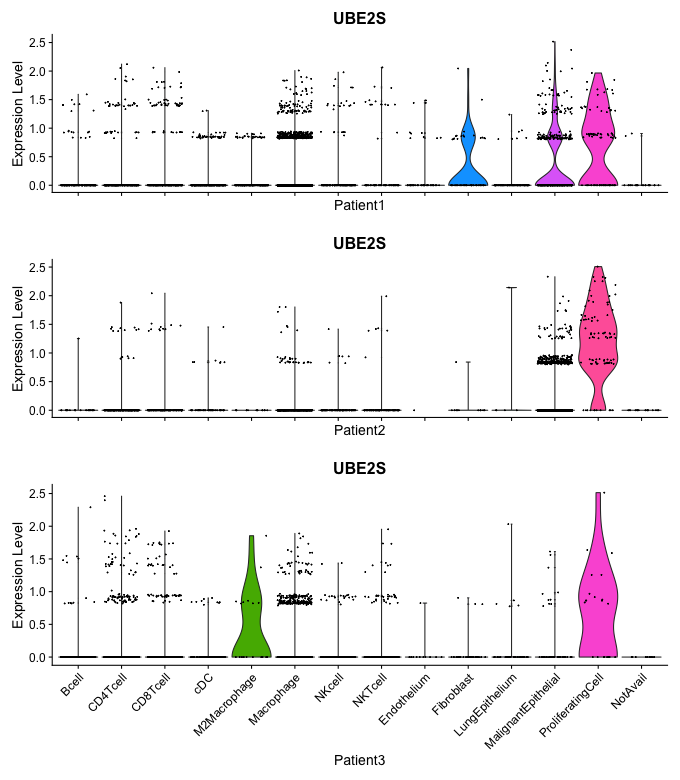 UBE2S
Expression Level
2.5
2.0
1.5
1.0
0.5
0.0
Patient1
UBE2S
Expression Level
2.5
2.0
1.5
1.0
0.5
0.0
Patient2
UBE2S
Expression Level
2.5
2.0
1.5
1.0
0.5
0.0
Bcell
CD4Tcell
CD8Tcell
cDC
M2Macrophage
Macrophage
NKcell
NKTcell
Endothelium
Fibroblast
LungEpithelium
MalignantEpithelial
ProliferatingCell
NotAvail
Patient3